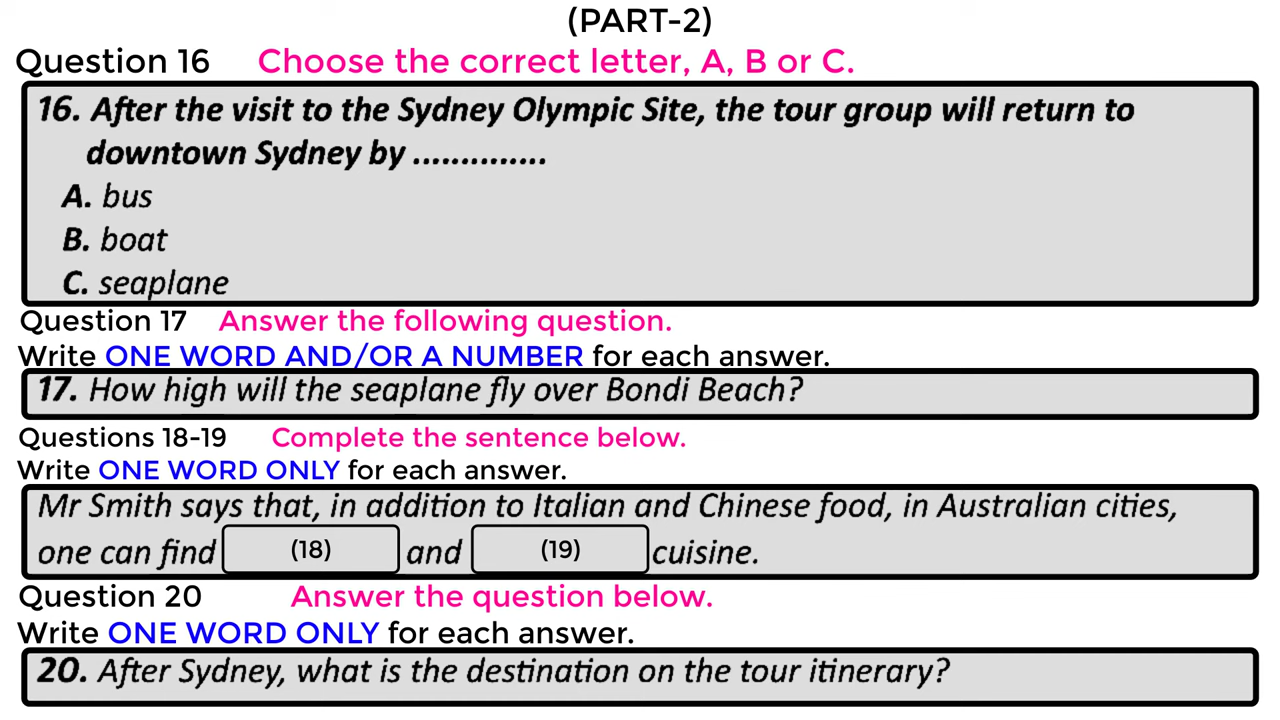 (PART-2)
Question 16 Choose the correct letter, A, B or C.
16. After the visit to the Sydney Olympic Site, the tour group will return to
downtown Sydney by ..............
A. bus
B. boat
C. seaplane
Question 17 Answer the following question.
Write ONE WORD AND/OR A NUMBER for each answer.
17. How high will the seaplane fly over Bondi Beach?
Questions 18-19 Complete the sentence below.
Write ONE WORD ONLY for each answer.
Mr Smith says that, in addition to Italian and Chinese food, in Australian cities,
one can find (18) and (19) cuisine.
Question 20 Answer the question below.
Write ONE WORD ONLY for each answer.
20. After Sydney, what is the destination on the tour itinerary?